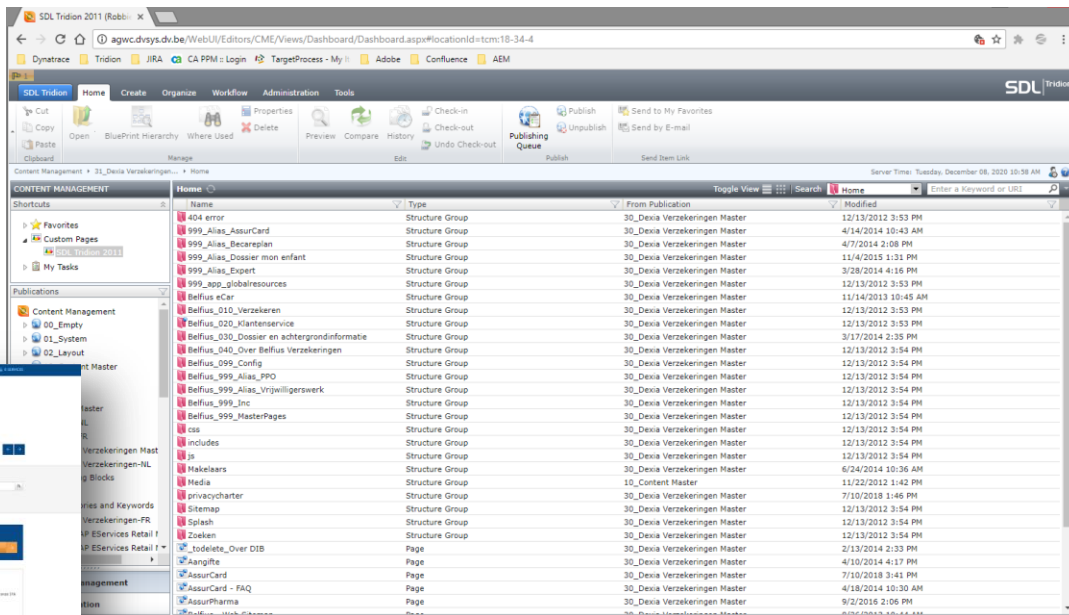 SDL Tridion 2011 (Robbi
agwc.dvsys.dv.be/WebUI/Editors/CME/Views/Dashboard/Dashboard.aspx#locationId=tcm:18-34-4
Dynatrace Tridion JIRA CA PPM :: Login TargetProcess - My Adobe Confluence AEM
SDL Tridion Home Create Organize Workflow Administration Tools SDL Tridion
Cut Properties Check-in Publish Send to My Favorites
Copy Open BluePrint Hierarchy Where Used Delete Preview Compare History Check-out Publishing Queue Unpublish Send by E-mail
Paste Undo Check-out
Clipboard Manage Edit Publish Send Item Link
Content Management 31_Dexia Verzekeringen... Home Server Time: Tuesday, December 08, 2020 10:58 AM
CONTENT MANAGEMENT Home Toggle View Search Home Enter a Keyword or URI
Shortcuts Name Type From Publication Modified
Favorites
Custom Pages
SDL Tridion 2011
My Tasks
Publications
Content Management
00_Empty
01_System
02_Layout
nt Master
aster
NL
FR
Verzekeringen Mast
Verzekeringen-NL
g Blocks
ries and Keywords
Verzekeringen-FR
AP EServices Retail
AP EServices Retail
anagement
ation
404 error Structure Group 30_Dexia Verzekeringen Master 12/13/2012 3:53 PM
999_Alias_AssurCard Structure Group 30_Dexia Verzekeringen Master 4/14/2014 10:43 AM
999_Alias_Becareplan Structure Group 30_Dexia Verzekeringen Master 4/7/2014 2:08 PM
999_Alias_Dossier mon enfant Structure Group 30_Dexia Verzekeringen Master 11/4/2015 1:31 PM
999_Alias_Expert Structure Group 30_Dexia Verzekeringen Master 3/28/2014 4:16 PM
999_app_globalresources Structure Group 30_Dexia Verzekeringen Master 12/13/2012 3:53 PM
Belfius eCar Structure Group 30_Dexia Verzekeringen Master 11/14/2013 10:45 AM
Belfius_010_Verzekeren Structure Group 30_Dexia Verzekeringen Master 12/13/2012 3:53 PM
Belfius_020_Klantenservice Structure Group 30_Dexia Verzekeringen Master 12/13/2012 3:53 PM
Belfius_030_Dossier en achtergrondinformatie Structure Group 30_Dexia Verzekeringen Master 3/17/2014 2:35 PM
Belfius_040_Over Belfius Verzekeringen Structure Group 30_Dexia Verzekeringen Master 12/13/2012 3:54 PM
Belfius_099_Config Structure Group 30_Dexia Verzekeringen Master 12/13/2012 3:54 PM
Belfius_999_Alias_PPO Structure Group 30_Dexia Verzekeringen Master 12/13/2012 3:54 PM
Belfius_999_Alias_Vrijwilligerswerk Structure Group 30_Dexia Verzekeringen Master 12/13/2012 3:54 PM
Belfius_999_Inc Structure Group 30_Dexia Verzekeringen Master 12/13/2012 3:54 PM
Belfius_999_MasterPages Structure Group 30_Dexia Verzekeringen Master 12/13/2012 3:54 PM
css Structure Group 30_Dexia Verzekeringen Master 12/13/2012 3:54 PM
includes Structure Group 30_Dexia Verzekeringen Master 12/13/2012 3:54 PM
js Structure Group 30_Dexia Verzekeringen Master 12/13/2012 3:54 PM
Makelaars Structure Group 30_Dexia Verzekeringen Master 6/24/2014 10:36 AM
Media Structure Group 10_Content Master 11/22/2012 1:42 PM
privacycharter Structure Group 30_Dexia Verzekeringen Master 7/10/2018 1:46 PM
Sitemap Structure Group 30_Dexia Verzekeringen Master 12/13/2012 3:54 PM
Splash Structure Group 30_Dexia Verzekeringen Master 12/13/2012 3:54 PM
Zoeken Structure Group 30_Dexia Verzekeringen Master 12/13/2012 3:54 PM
_todelete_Over DIB Page 30_Dexia Verzekeringen Master 2/13/2014 2:33 PM
Aangifte Page 30_Dexia Verzekeringen Master 4/10/2014 4:17 PM
AssurCard Page 30_Dexia Verzekeringen Master 7/10/2018 3:41 PM
AssurCard - FAQ Page 30_Dexia Verzekeringen Master 4/18/2014 10:30 AM
AssurPharma Page 30_Dexia Verzekeringen Master 9/2/2016 2:06 PM